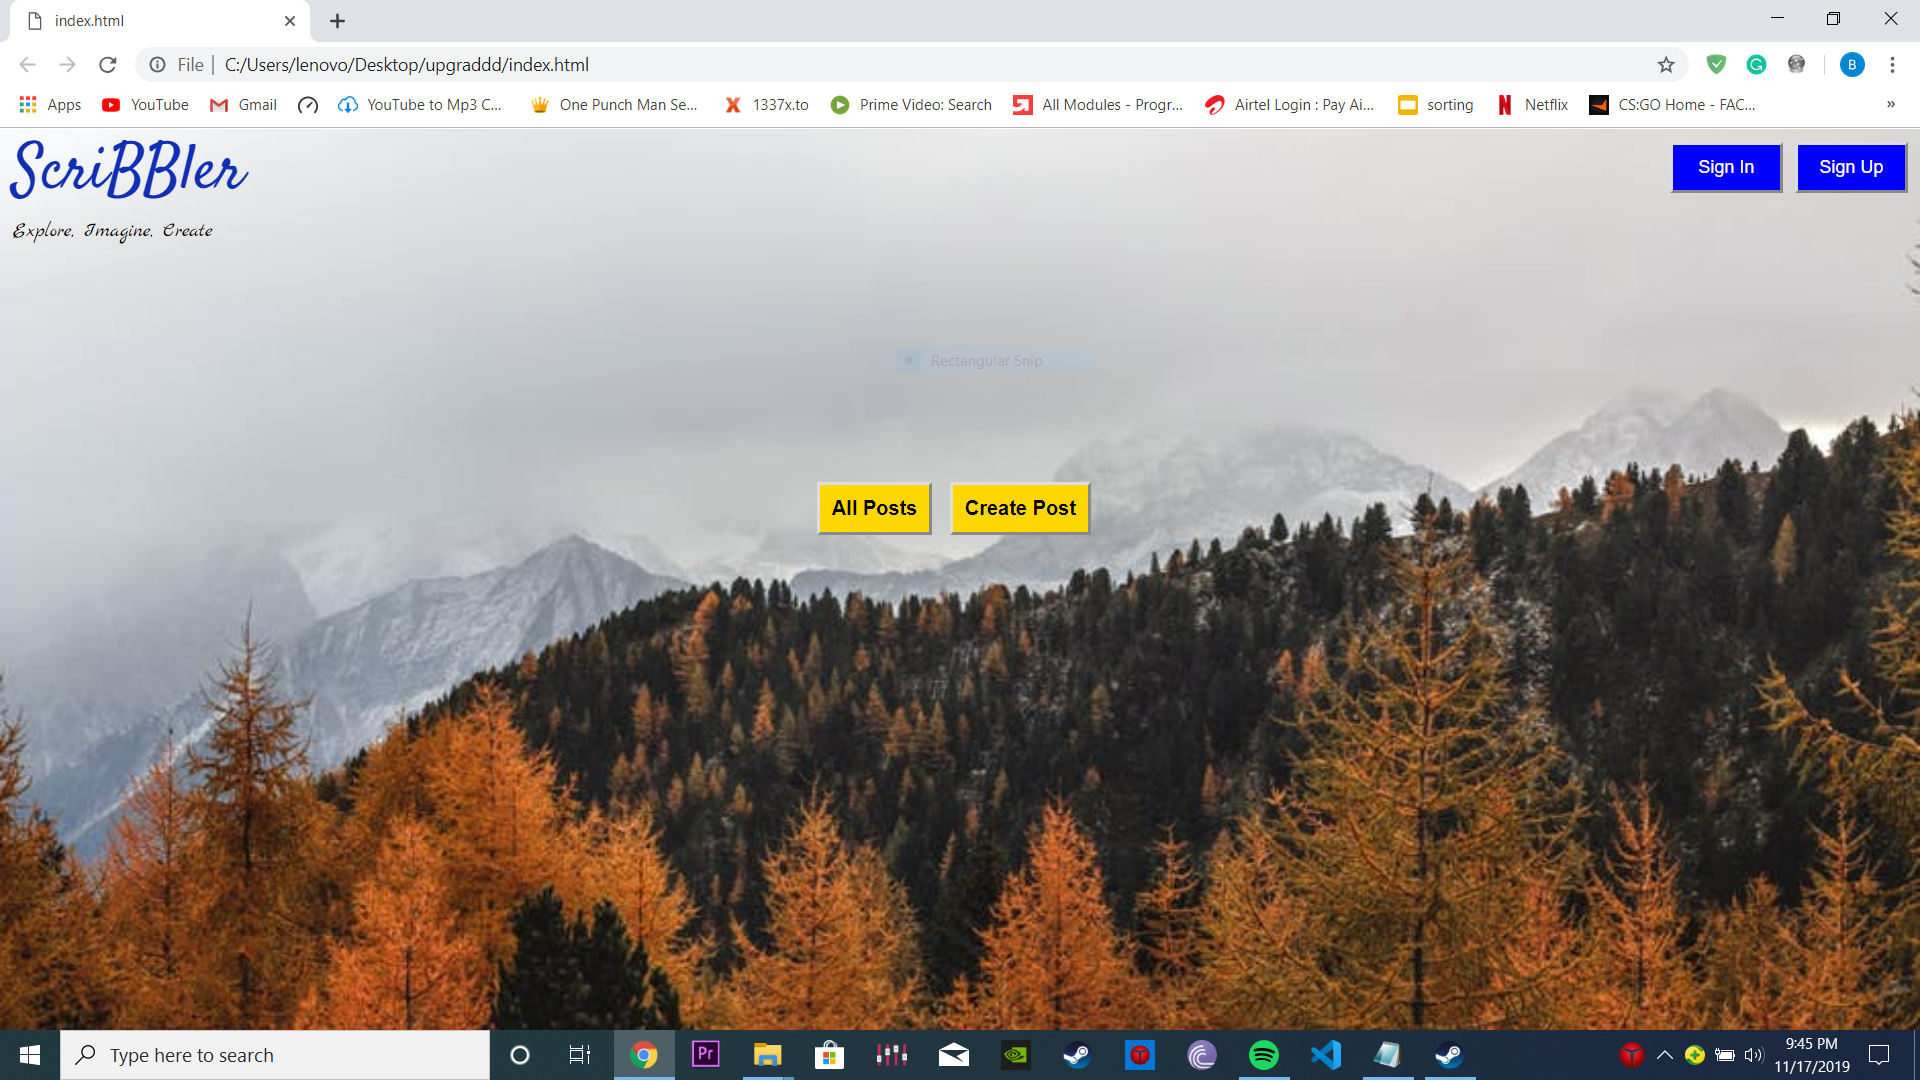 index.html
File
C:/Users/lenovo/Desktop/upgraddd/index.html
B
Apps
YouTube
Gmail
YouTube to Mp3 C...
One Punch Man Se...
1337x.to
Prime Video: Search
All Modules - Progr...
Airtel Login : Pay Ai...
sorting
Netflix
CS:GO Home - FAC...
»
ScriBBler
Sign In
Sign Up
Explore, Imagine, Create
Rectangular Snip
All Posts
Create Post
Type here to search
Pr
9:45 PM
11/17/2019